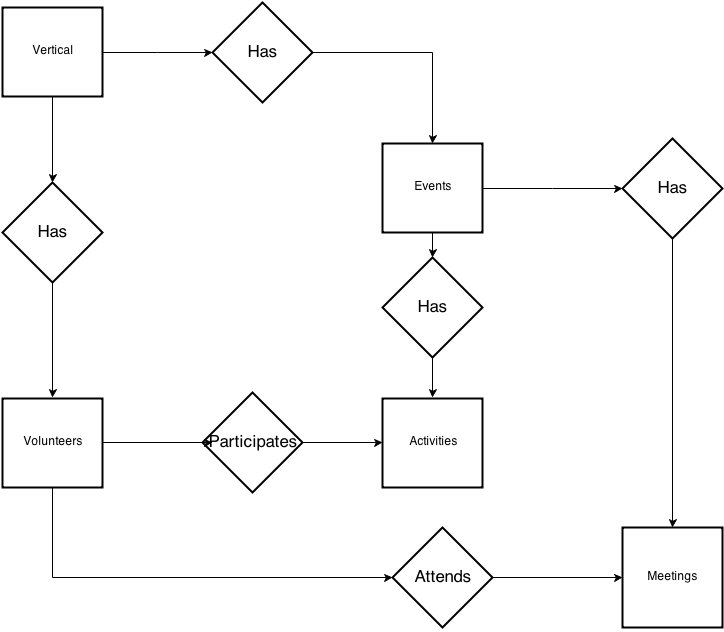 Vertical
Has
Events
Has
Has
Has
Volunteers
Participates
Activities
Attends
Meetings